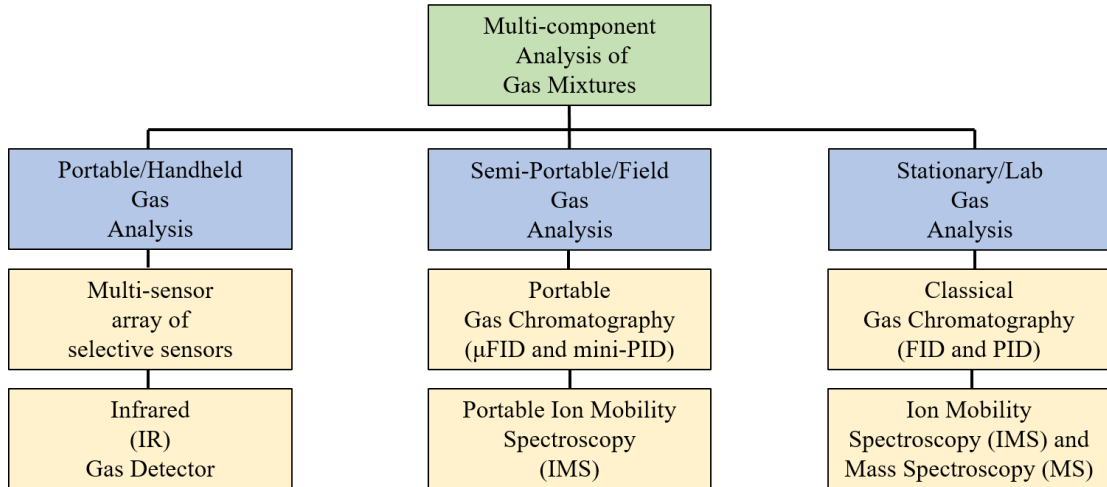 Multi-component
Analysis of
Gas Mixtures
Portable/Handheld
Gas
Analysis
Semi-Portable/Field
Gas
Analysis
Stationary/Lab
Gas
Analysis
Multi-sensor
array of
selective sensors
Portable
Gas Chromatography
(μFID and mini-PID)
Classical
Gas Chromatography
(FID and PID)
Infrared
(IR)
Gas Detector
Portable Ion Mobility
Spectroscopy
(IMS)
Ion Mobility
Spectroscopy (IMS) and
Mass Spectroscopy (MS)